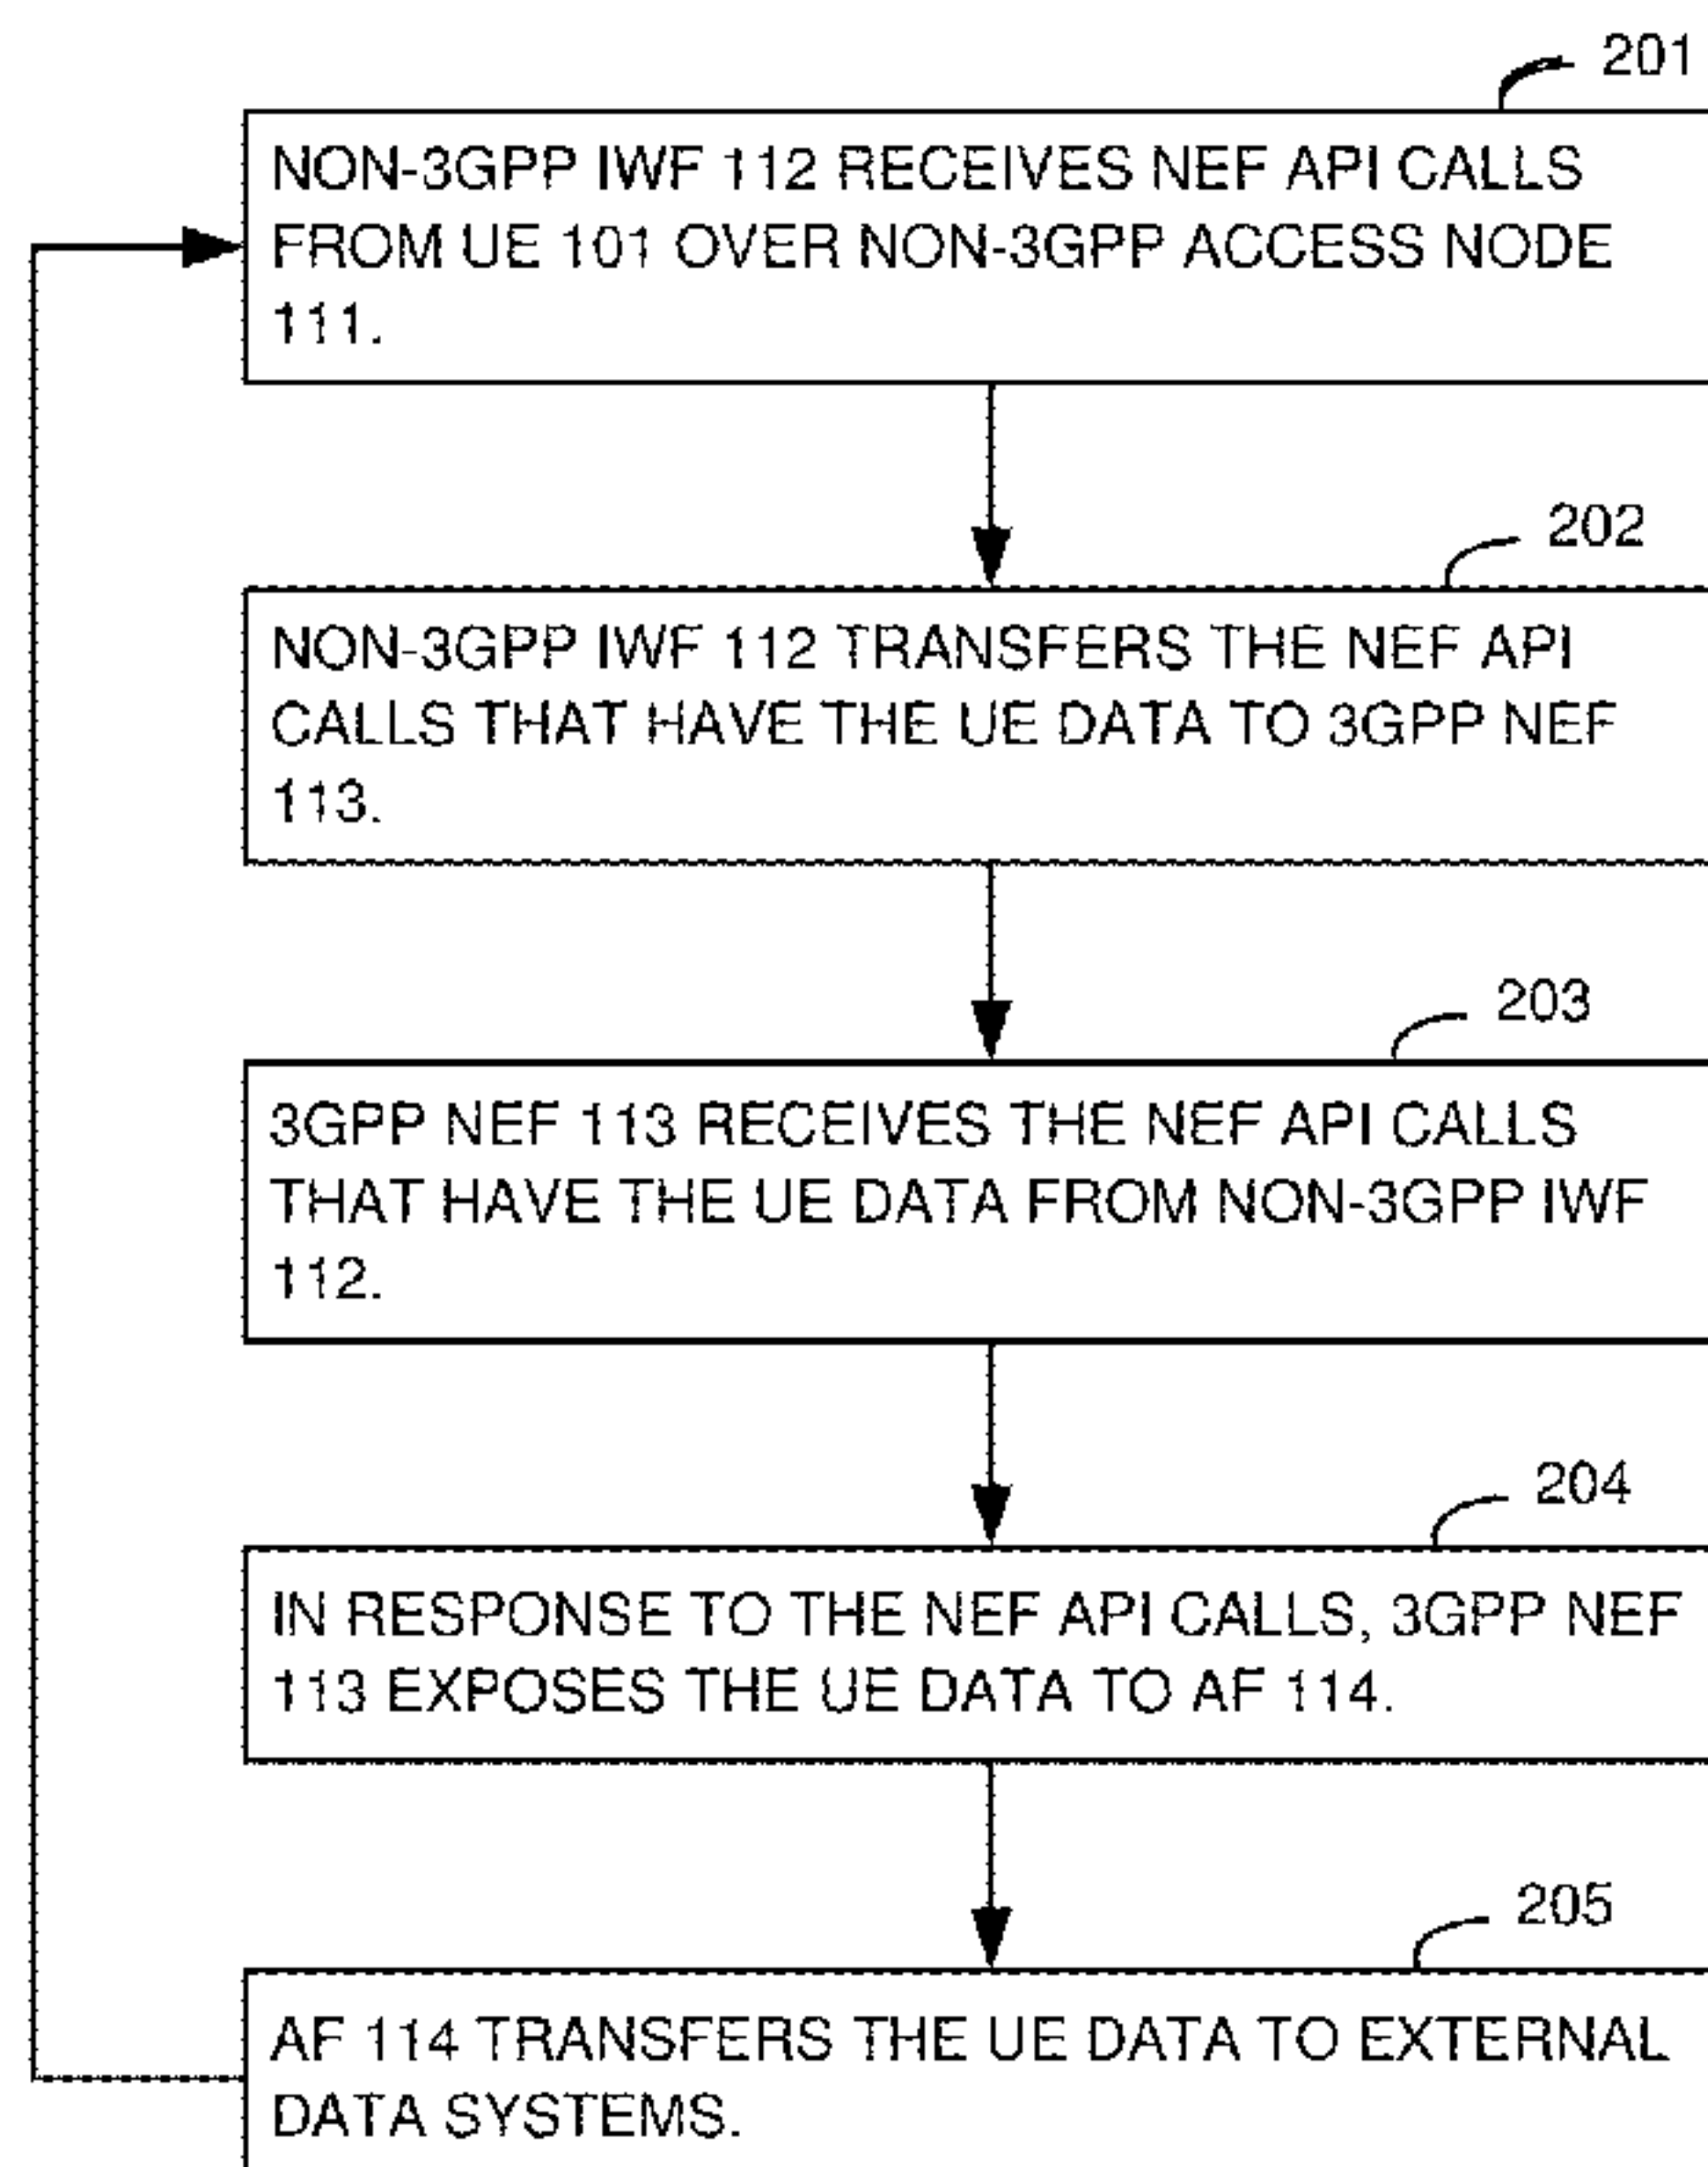 201
NON-3GPP IWF 112 RECEIVES NEF API CALLS
FROM UE 101 OVER NON-3GPP ACCESS NODE
111.
202
NON-3GPP IWF 112 TRANSFERS THE NEF API
CALLS THAT HAVE THE UE DATA TO 3GPP NEF
113.
203
3GPP NEF 113 RECEIVES THE NEF API CALLS
THAT HAVE THE UE DATA FROM NON-3GPP IWF
112.
204
IN RESPONSE TO THE NEF API CALLS, 3GPP NEF
113 EXPOSES THE UE DATA TO AF 114.
205
AF 114 TRANSFERS THE UE DATA TO EXTERNAL
DATA SYSTEMS.